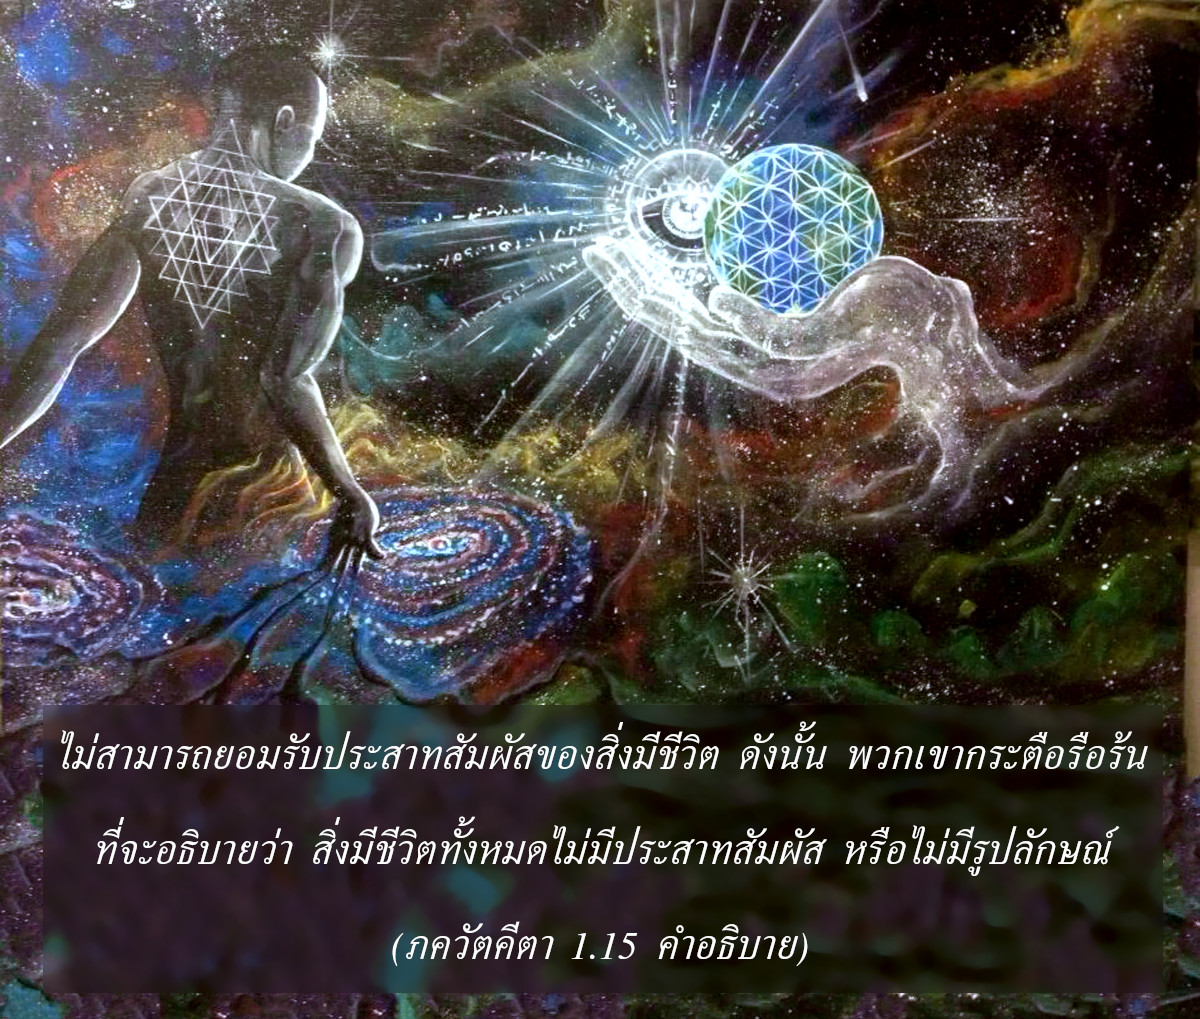 ไม่สามารถยอมรับประสาทสัมผัสของสิ่งมีชีวิต ดังนั้น พวกเขากระตือรือร้น
ที่จะอธิบายว่า สิ่งมีชีวิตทั้งหมดไม่มีประสาทสัมผัส หรือไม่มีรูปลักษณ์
(ภควัตคีตา 1.15 คำอธิบาย)